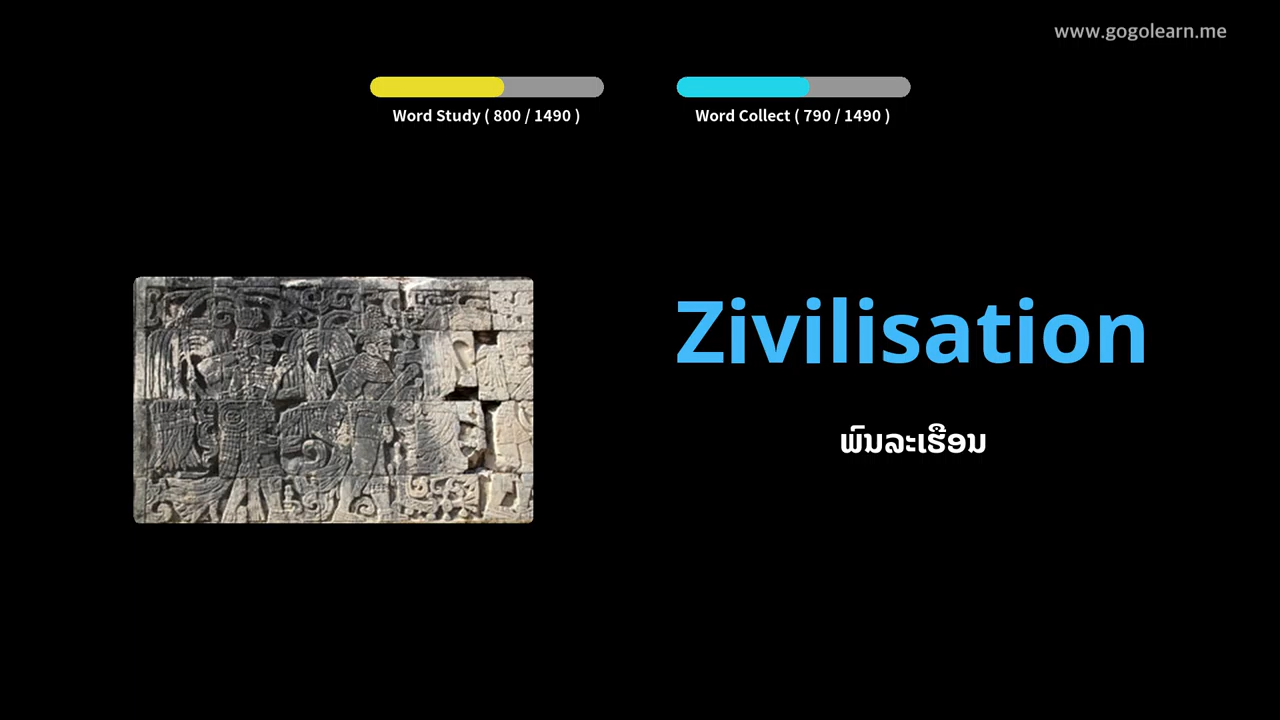 www.gogolearn.me
Word Study ( 800 / 1490 )
Word Collect ( 790 / 1490 )
Zivilisation
ພົນລະເຮືອນ